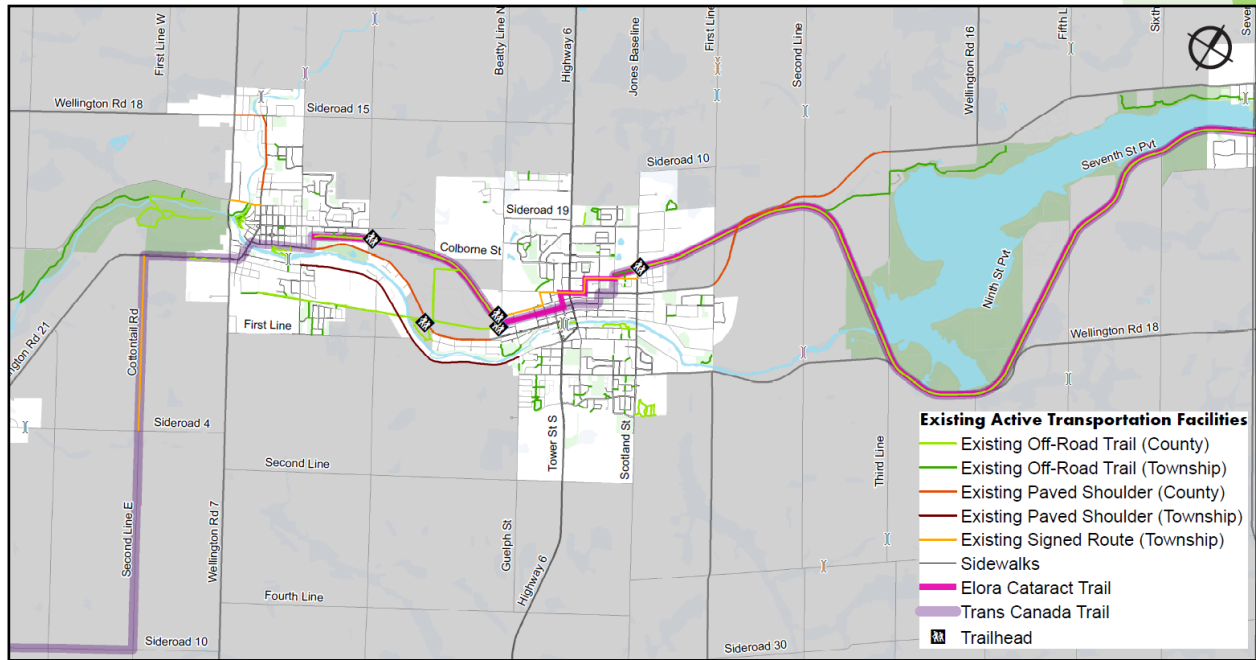 First Line W
Beatty Line N
Highway 6
Jones Baseline
First Line
Second Line
Wellington Rd 16
Fifth L
Sixth
Seve
Wellington Rd 18
Sideroad 15
Sideroad 10
Seventh St Pvt
Sideroad 19
Colborne St
Ninth St Pvt
First Line
Wellington Rd 18
ngton Rd 21
Cottontail Rd
Sideroad 4
Second Line
Tower St S
Scotland St
Third Line
Second Line E
Wellington Rd 7
Guelph St
Highway 6
Fourth Line
Sideroad 10
Sideroad 30
Existing Active Transportation Facilities
Existing Off-Road Trail (County)
Existing Off-Road Trail (Township)
Existing Paved Shoulder (County)
Existing Paved Shoulder (Township)
Existing Signed Route (Township)
Sidewalks
Elora Cataract Trail
Trans Canada Trail
Trailhead